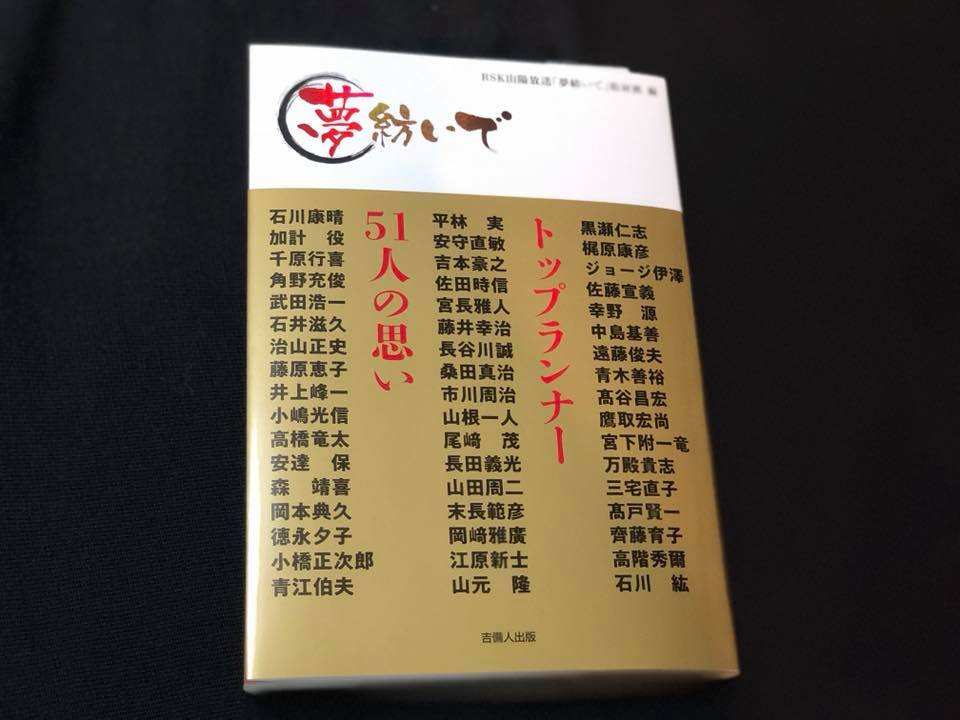 RSK山陽放送「夢紡いで」 編
夢紡いで
トップランナー
51人の思い
石川康晴
加計 役
千原行喜
角野充俊
武田浩一
石井滋久
治山正史
藤原恵子
井上峰一
小嶋光信
高橋竜太
安達 保
森 靖喜
岡本典久
徳永夕子
小橋正次郎
青江伯夫
平林 実
安守直敏
吉本豪之
佐田時信
宮長雅人
藤井幸治
長谷川誠
桑田真治
市川周治
山根一人
尾﨑 茂
長田義光
山田周二
末長範彦
岡﨑雅廣
江原新士
山元 隆
黒瀬仁志
梶原康彦
ジョージ伊澤
佐藤宣義
幸野 源
中島基善
遠藤俊夫
青木善裕
髙谷昌宏
鷹取宏尚
宮下附一竜
万殿貴志
三宅直子
髙戸賢一
齊藤育子
高階秀爾
石川 紘
吉備人出版